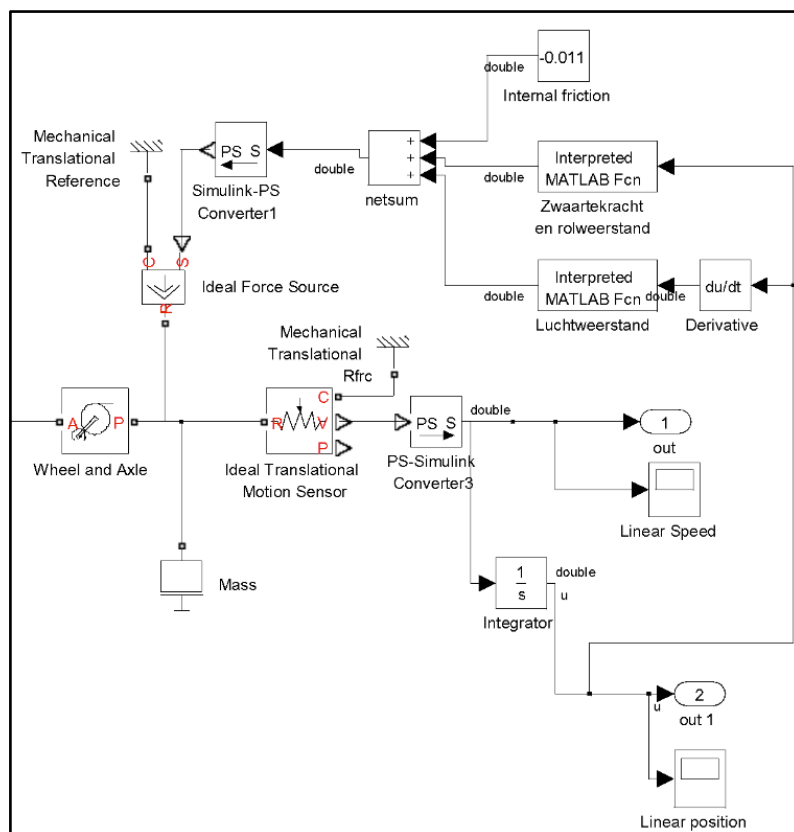 -0.011
double
Internal friction
Mechanical
Translational
Reference
PS S
Simulink-PS
Converter1
double
+
+
+
netsum
double
Interpreted
MATLAB Fcn
Zwaartekracht
en rolweerstand
double
Interpreted
MATLAB Fcn
Luchtweerstand
double
du/dt
Derivative
C
S
R
Ideal Force Source
Mechanical
Translational
Rfrc
A
P
Wheel and Axle
R
C
V
P
Ideal Translational
Motion Sensor
PS S
PS-Simulink
Converter3
double
1
out
Linear Speed
Mass
1
s
double
u
Integrator
2
u
out 1
Linear position